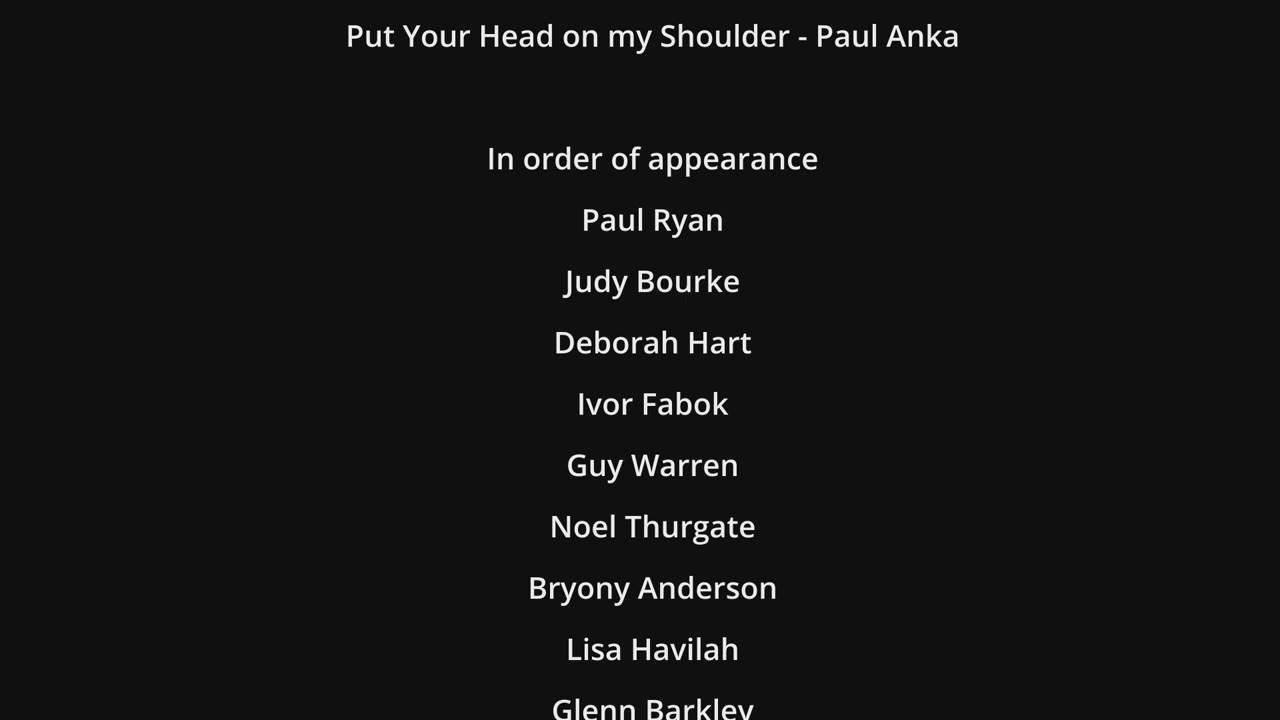 Put Your Head on my Shoulder - Paul Anka
In order of appearance
Paul Ryan
Judy Bourke
Deborah Hart
Ivor Fabok
Guy Warren
Noel Thurgate
Bryony Anderson
Lisa Havilah
Glenn Barkley